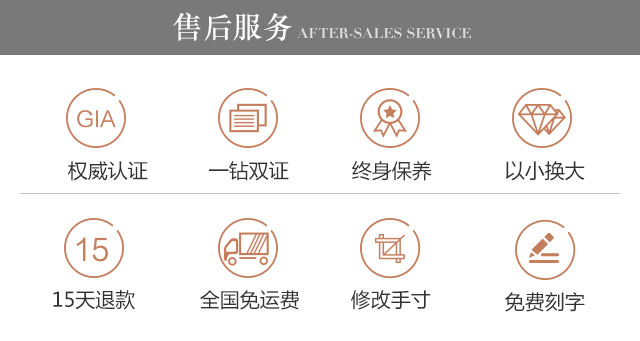 售后服务 AFTER-SALES SERVICE
GIA
权威认证 一钻双证 终身保养 以小换大
15
15天退款 全国免运费 修改手寸 免费刻字